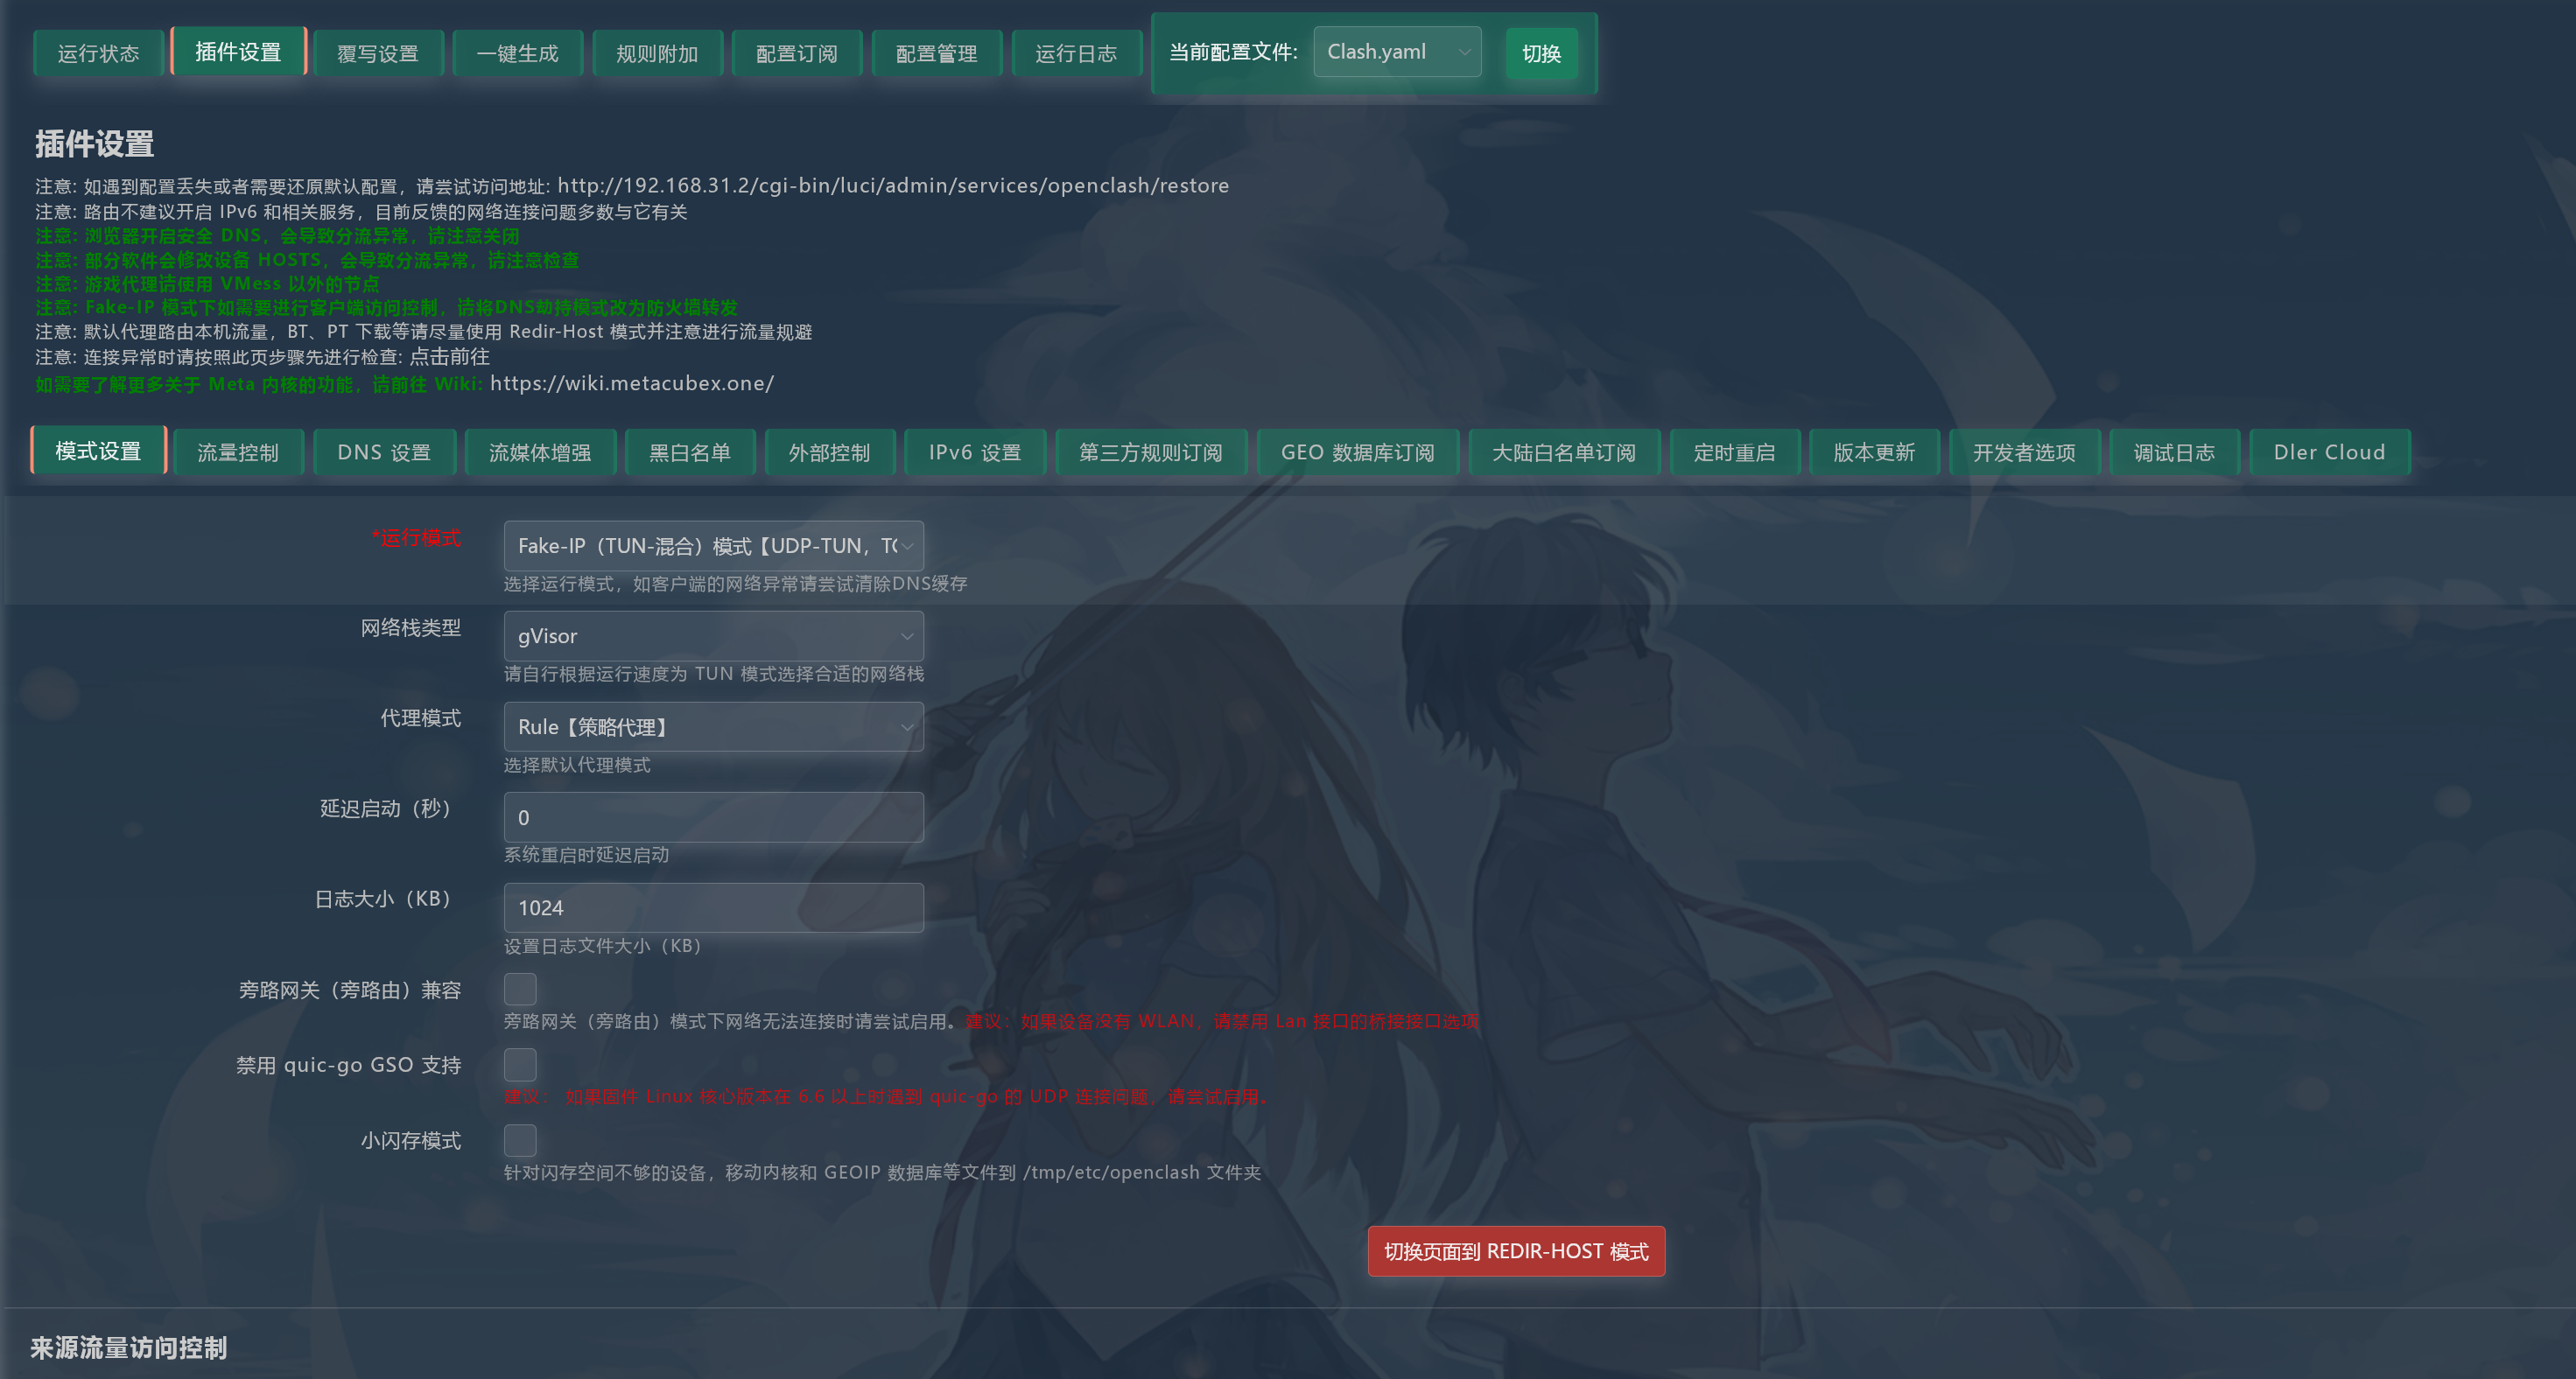 运行状态 插件设置 覆写设置 一键生成 规则附加 配置订阅 配置管理 运行日志 当前配置文件: Clash.yaml 切换
插件设置
注意: 如遇到配置丢失或者需要还原默认配置，请尝试访问地址: http://192.168.31.2/cgi-bin/luci/admin/services/openclash/restore
注意: 路由不建议开启 IPv6 和相关服务，目前反馈的网络连接问题多数与它有关
注意: 浏览器开启安全 DNS，会导致分流异常，请注意关闭
注意: 部分软件会修改设备 HOSTS，会导致分流异常，请注意检查
注意: 游戏代理请使用 VMess 以外的节点
注意: Fake-IP 模式下如需要进行客户端访问控制，请将DNS劫持模式改为防火墙转发
注意: 默认代理路由本机流量，BT、PT 下载等请尽量使用 Redir-Host 模式并注意进行流量规避
注意: 连接异常时请按照此页步骤先进行检查: 点击前往
如需要了解更多关于 Meta 内核的功能，请前往 Wiki: https://wiki.metacubex.one/
模式设置 流量控制 DNS 设置 流媒体增强 黑白名单 外部控制 IPv6 设置 第三方规则订阅 GEO 数据库订阅 大陆白名单订阅 定时重启 版本更新 开发者选项 调试日志 Dler Cloud
*运行模式 Fake-IP（TUN-混合）模式【UDP-TUN，TC
选择运行模式，如客户端的网络异常请尝试清除DNS缓存
网络栈类型 gVisor
请自行根据运行速度为 TUN 模式选择合适的网络栈
代理模式 Rule【策略代理】
选择默认代理模式
延迟启动（秒） 0
系统重启时延迟启动
日志大小（KB） 1024
设置日志文件大小（KB）
旁路网关（旁路由）兼容
旁路网关（旁路由）模式下网络无法连接时请尝试启用。建议：如果设备没有 WLAN，请禁用 Lan 接口的桥接接口选项
禁用 quic-go GSO 支持
建议： 如果固件 Linux 核心版本在 6.6 以上时遇到 quic-go 的 UDP 连接问题，请尝试启用。
小闪存模式
针对闪存空间不够的设备，移动内核和 GEOIP 数据库等文件到 /tmp/etc/openclash 文件夹
切换页面到 REDIR-HOST 模式
来源流量访问控制